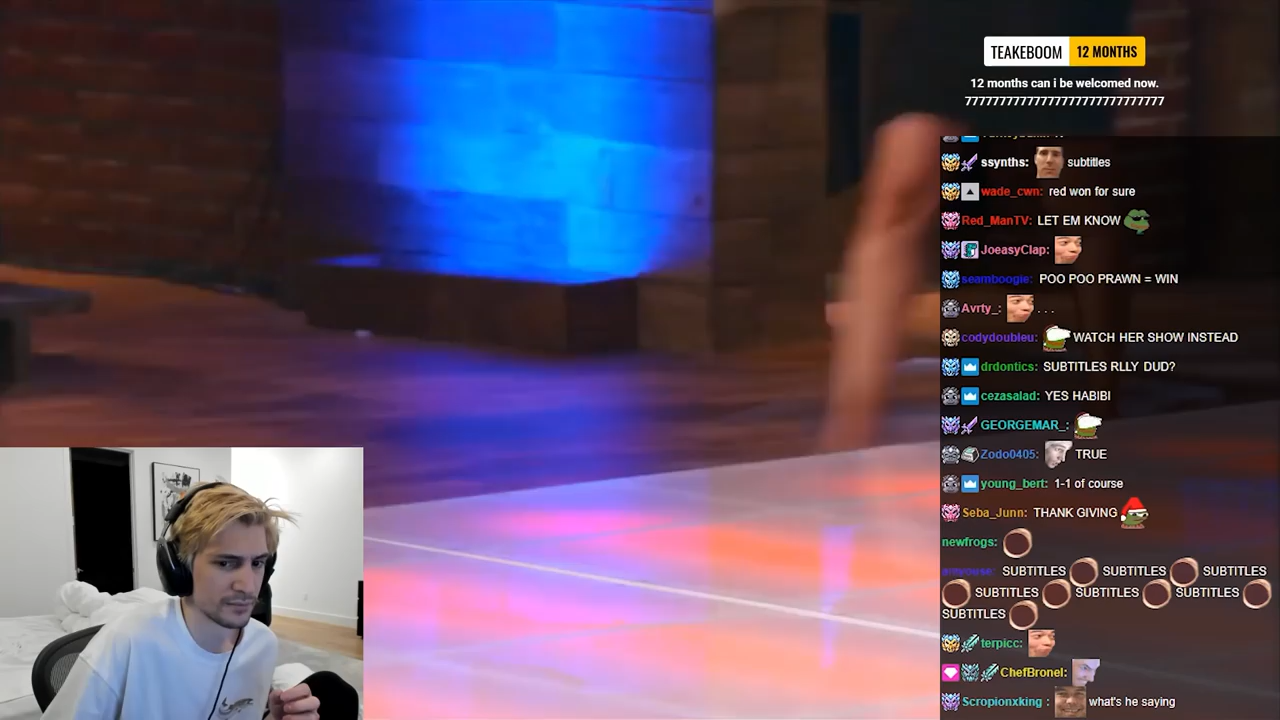 TEAKEBOOM 12 MONTHS
12 months can i be welcomed now.
77777777777777777777777777777
ssynths: subtitles
wade_cwn: red won for sure
Red_ManTV: LET EM KNOW
JoeasyClap:
seamboogie: POO POO PRAWN = WIN
Avrty_: . . .
codydoubleu: WATCH HER SHOW INSTEAD
drdontics: SUBTITLES RLLY DUD?
cezasalad: YES HABIBI
GEORGEMAR_:
Zodo0405: TRUE
young_bert: 1-1 of course
Seba_Junn: THANK GIVING
newfrogs:
SUBTITLES SUBTITLES SUBTITLES
SUBTITLES SUBTITLES SUBTITLES
SUBTITLES
terpicc:
ChefBronel:
Scropionxking : what's he saying